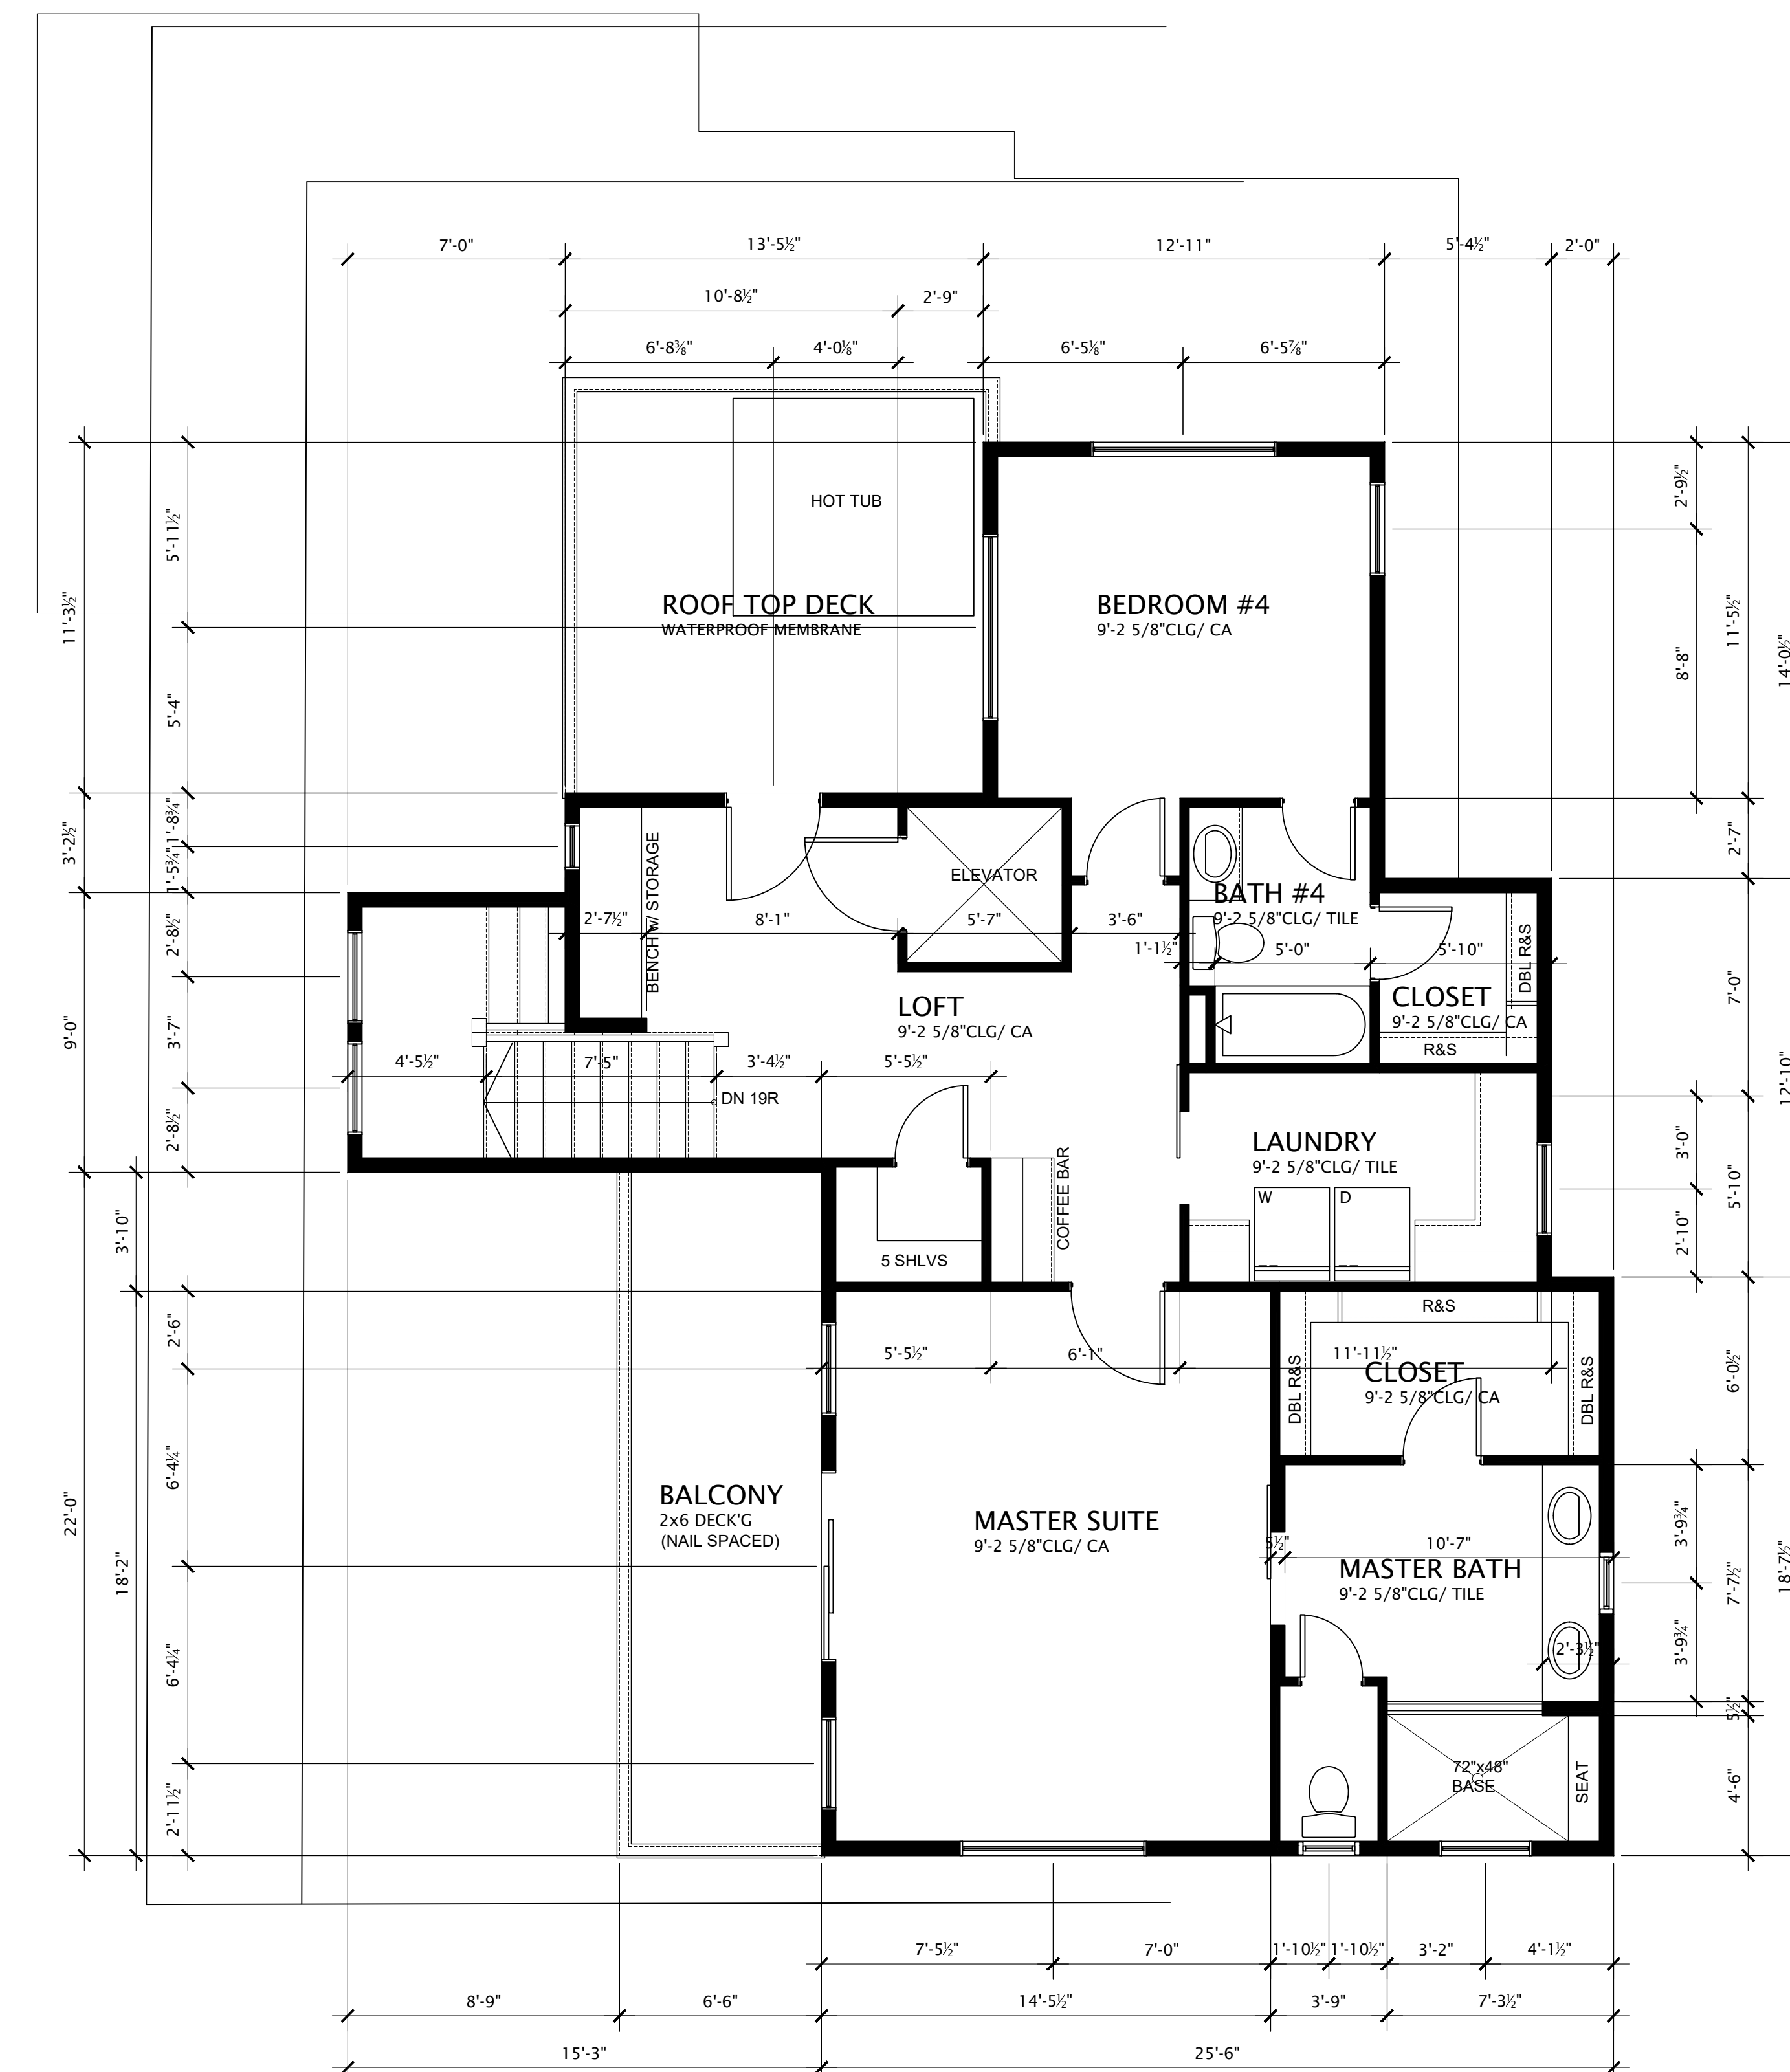 7'-0" 13'-5½" 12'-11" 5'-4½" 2'-0"
10'-8½" 2'-9"
6'-8⅜" 4'-0⅛" 6'-5⅛" 6'-5⅞"
2'-9½"
HOT TUB
5'-11½"
11'-3½"
ROOF TOP DECK
WATERPROOF MEMBRANE
BEDROOM #4
9'-2 5/8"CLG/ CA
11'-5½"
14'-0½"
8'-8"
5'-4"
1'-8¾"
3'-2½"
1'-5¾"
2'-7"
BENCH w/ STORAGE
ELEVATOR
BATH #4
9'-2 5/8"CLG/ TILE
2'-7½" 8'-1" 5'-7" 3'-6"
1'-1½" 5'-0" 5'-10"
2'-8½"
DBL R&S
CLOSET
9'-2 5/8"CLG/ CA
R&S
7'-0"
LOFT
9'-2 5/8"CLG/ CA
9'-0"
3'-7"
4'-5½" 7'-5" 3'-4½" 5'-5½"
DN 19R
12'-10"
2'-8½"
LAUNDRY
9'-2 5/8"CLG/ TILE
W D
3'-0"
5'-10"
2'-10"
COFFEE BAR
5 SHLVS
3'-10"
R&S
2'-6"
5'-5½" 6'-1" 11'-11½"
CLOSET
9'-2 5/8"CLG/ CA
DBL R&S
DBL R&S
6'-0½"
6'-4¼"
BALCONY
2x6 DECK'G
(NAIL SPACED)
MASTER SUITE
9'-2 5/8"CLG/ CA
22'-0"
18'-2"
5½" 10'-7"
MASTER BATH
9'-2 5/8"CLG/ TILE
3'-9¾"
7'-7½"
18'-7½"
3'-9¾"
2'-3½"
6'-4¼"
5½"
72"x48"
BASE
SEAT
4'-6"
2'-11½"
7'-5½" 7'-0" 1'-10½" 1'-10½" 3'-2" 4'-1½"
8'-9" 6'-6" 14'-5½" 3'-9" 7'-3½"
15'-3" 25'-6"